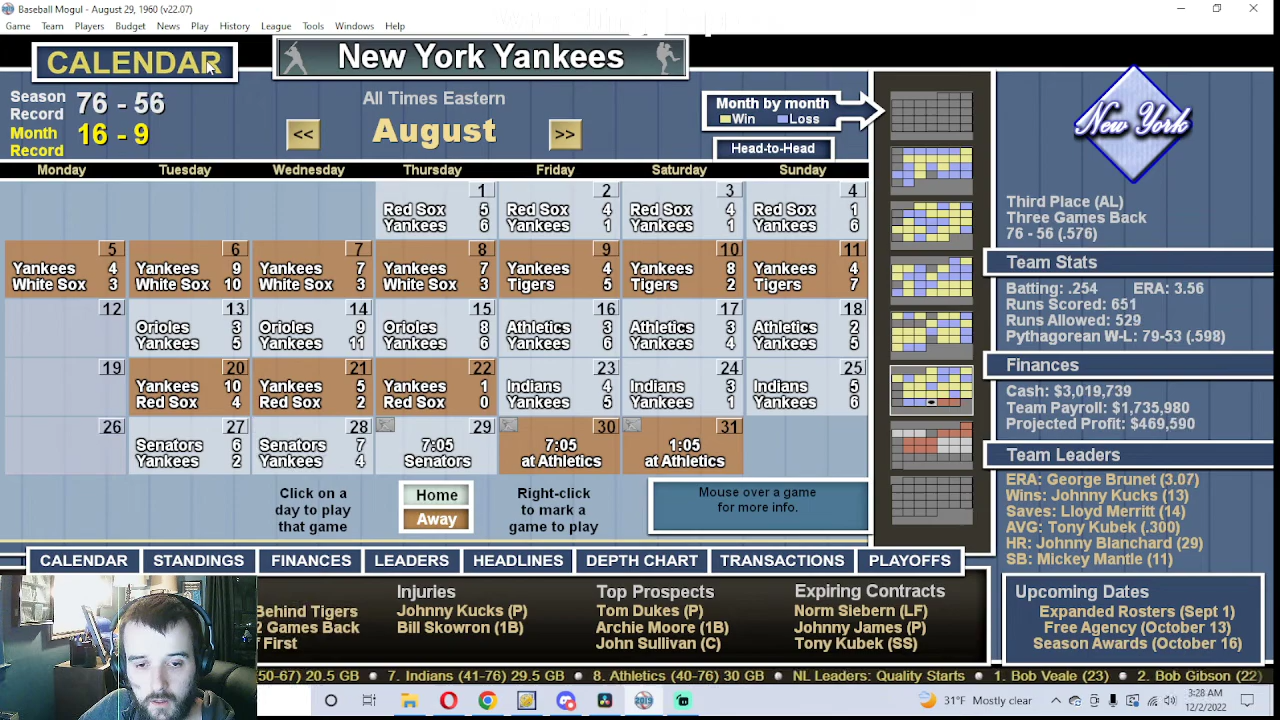 Baseball Mogul - August 29, 1960 (v22.07)
Game Team Players Budget News Play History League Tools Windows Help
CALENDAR
New York Yankees
Season Record 76 - 56
Month Record 16 - 9
All Times Eastern
<< August >>
Month by month
Win Loss
Head-to-Head
Monday Tuesday Wednesday Thursday Friday Saturday Sunday
1 2 3 4
Red Sox 5 Red Sox 4 Red Sox 4 Red Sox 1
Yankees 6 Yankees 1 Yankees 1 Yankees 6
5 6 7 8 9 10 11
Yankees 4 Yankees 9 Yankees 7 Yankees 7 Yankees 4 Yankees 8 Yankees 4
White Sox 3 White Sox 10 White Sox 3 White Sox 3 Tigers 5 Tigers 2 Tigers 7
12 13 14 15 16 17 18
Orioles 3 Orioles 9 Orioles 8 Athletics 3 Athletics 3 Athletics 2
Yankees 5 Yankees 11 Yankees 6 Yankees 6 Yankees 4 Yankees 5
19 20 21 22 23 24 25
Yankees 10 Yankees 5 Yankees 1 Indians 4 Indians 3 Indians 5
Red Sox 4 Red Sox 2 Red Sox 0 Yankees 5 Yankees 1 Yankees 6
26 27 28 29 30 31
Senators 6 Senators 7 7:05 7:05 1:05
Yankees 2 Yankees 4 Senators at Athletics at Athletics
Click on a
day to play
that game
Home
Away
Right-click
to mark a
game to play
Mouse over a game
for more info.
New York
Third Place (AL)
Three Games Back
76 - 56 (.576)
Team Stats
Batting: .254 ERA: 3.56
Runs Scored: 651
Runs Allowed: 529
Pythagorean W-L: 79-53 (.598)
Finances
Cash: $3,019,739
Team Payroll: $1,735,980
Projected Profit: $469,590
Team Leaders
ERA: George Brunet (3.07)
Wins: Johnny Kucks (13)
Saves: Lloyd Merritt (14)
AVG: Tony Kubek (.300)
HR: Johnny Blanchard (29)
SB: Mickey Mantle (11)
Upcoming Dates
Expanded Rosters (Sept 1)
Free Agency (October 13)
Season Awards (October 16)
CALENDAR STANDINGS FINANCES LEADERS HEADLINES DEPTH CHART TRANSACTIONS PLAYOFFS
Behind Tigers
2 Games Back
f First
Injuries
Johnny Kucks (P)
Bill Skowron (1B)
Top Prospects
Tom Dukes (P)
Archie Moore (1B)
John Sullivan (C)
Expiring Contracts
Norm Siebern (LF)
Johnny James (P)
Tony Kubek (SS)
(50-67) 20.5 GB • 7. Indians (41-76) 29.5 GB • 8. Athletics (40-76) 30 GB • NL Leaders: Quality Starts • 1. Bob Veale (23) • 2. Bob Gibson (22)
31°F Mostly clear
3:28 AM
12/2/2022